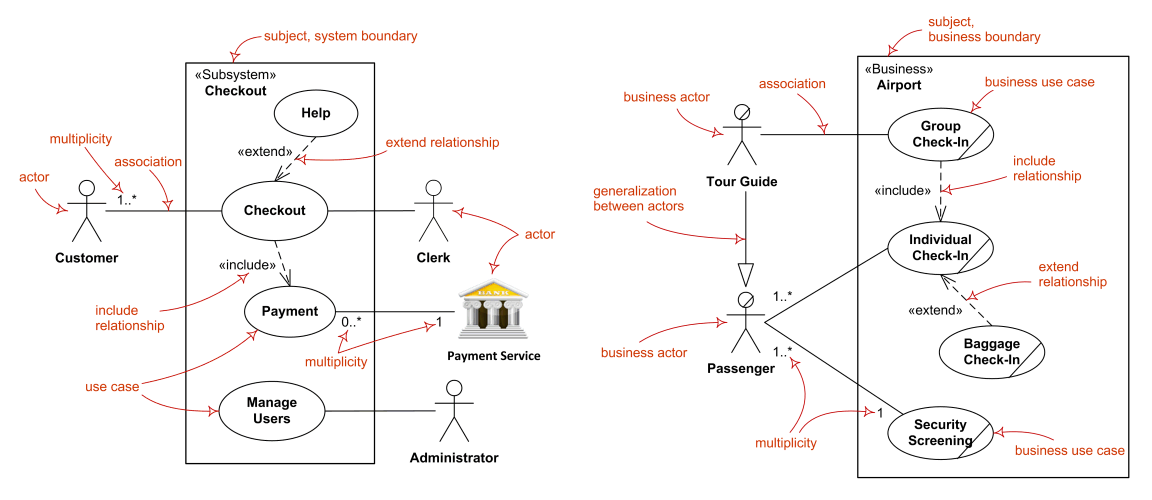 subject, system boundary
«Subsystem»
Checkout
Help
multiplicity
«extend»
extend relationship
association
actor
1..*
Checkout
Customer
Clerk
actor
«include»
include
relationship
Payment
0..*
1
BANK
multiplicity
Payment Service
use case
Manage
Users
Administrator
subject,
business boundary
«Business»
Airport
business use case
association
business actor
Group
Check-In
Tour Guide
include
relationship
«include»
generalization
between actors
Individual
Check-In
extend
relationship
1..*
«extend»
business actor
Baggage
Check-In
1..*
Passenger
1
multiplicity
Security
Screening
business use case